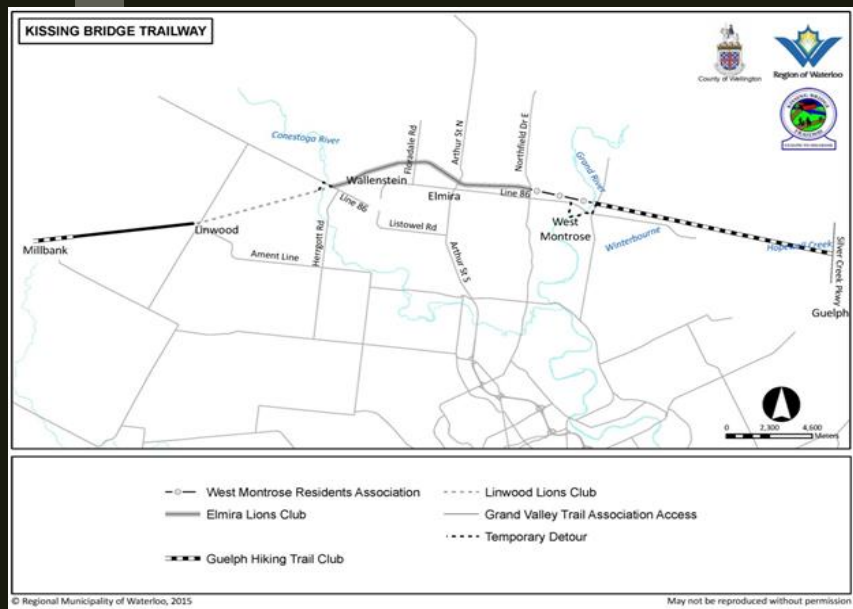 KISSING BRIDGE TRAILWAY
County of Wellington
Region of Waterloo
KISSING BRIDGE
TRAILWAY
Conestoga River
Floradale Rd
Arthur St N
Northfield Dr E
Grand River
Wallenstein
Line 86
Elmira
Line 86
Listowel Rd
West
Montrose
Winterbourne
Hopewell Creek
Linwood
Millbank
Ament Line
Herrgott Rd
Arthur St S
Silver Creek Pkwy
Guelph
0 2,300 4,600
Meters
West Montrose Residents Association
Linwood Lions Club
Elmira Lions Club
Grand Valley Trail Association Access
Temporary Detour
Guelph Hiking Trail Club
© Regional Municipality of Waterloo, 2015
May not be reproduced without permission